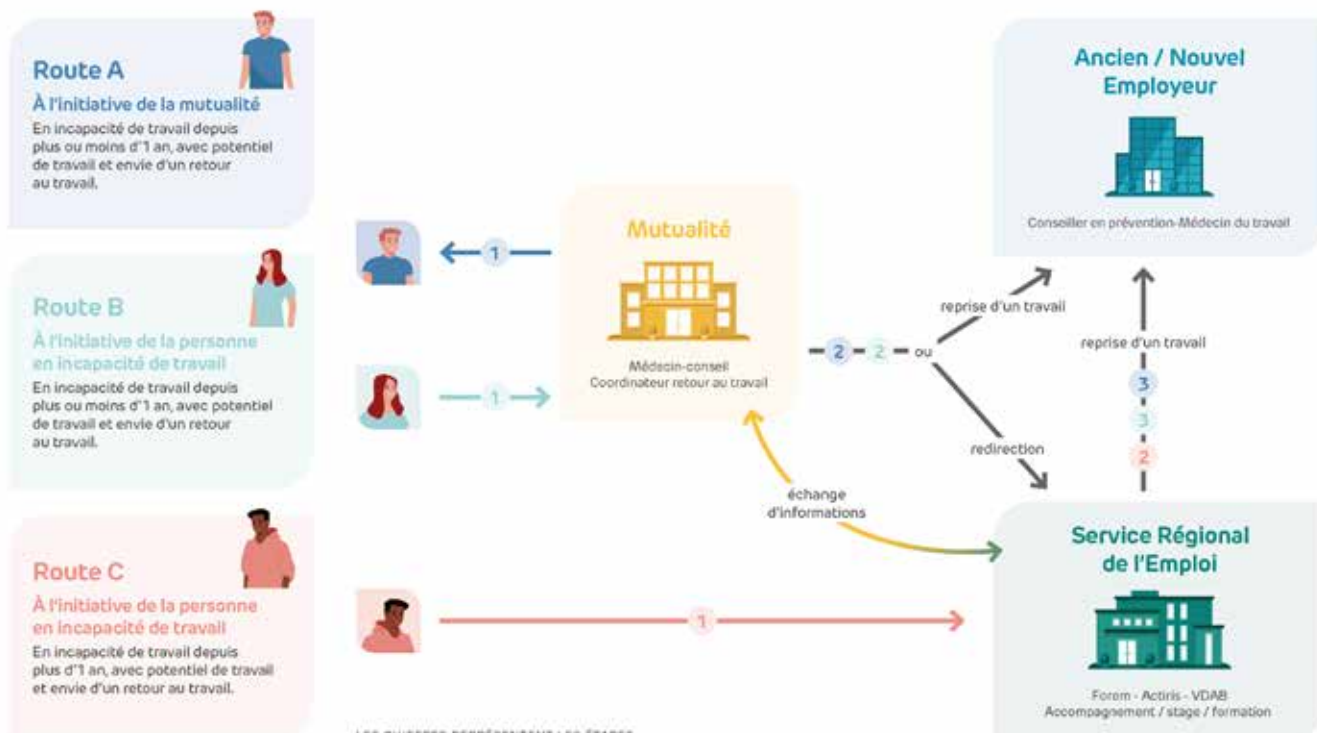 Route A
À l'initiative de la mutualité
En incapacité de travail depuis
plus ou moins d'1 an, avec potentiel
de travail et envie d'un retour
au travail.
Route B
À l'initiative de la personne
en incapacité de travail
En incapacité de travail depuis
plus ou moins d'1 an, avec potentiel
de travail et envie d'un retour
au travail.
Route C
À l'initiative de la personne
en incapacité de travail
En incapacité de travail depuis
plus d'1 an, avec potentiel de travail
et envie d'un retour au travail.
1
1
1
Mutualité
Médecin-conseil
Coordinateur retour au travail
2
2
ou
reprise d'un travail
redirection
échange
d'informations
Ancien / Nouvel
Employeur
Conseiller en prévention-Médecin du travail
reprise d'un travail
3
3
2
Service Régional
de l'Emploi
Forem - Actiris - VDAB
Accompagnement / stage / formation
LES CHIFFRES REPRÉSENTENT LES ÉTAPES